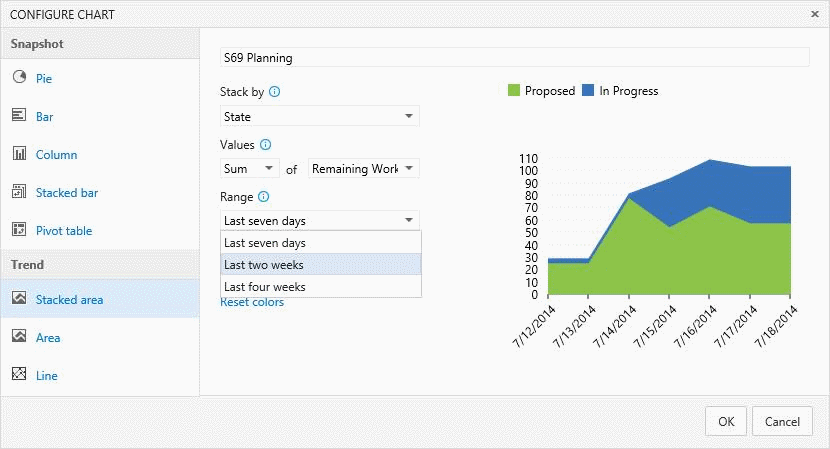 CONFIGURE CHART
Snapshot
Pie
Bar
Column
Stacked bar
Pivot table
Trend
Stacked area
Area
Line
S69 Planning
Stack by
State
Values
Sum of Remaining Work
Range
Last seven days
Last seven days
Last two weeks
Last four weeks
Reset colors
Proposed In Progress
110
100
90
80
70
60
50
40
30
20
10
0
7/12/2014
7/13/2014
7/14/2014
7/15/2014
7/16/2014
7/17/2014
7/18/2014
OK Cancel